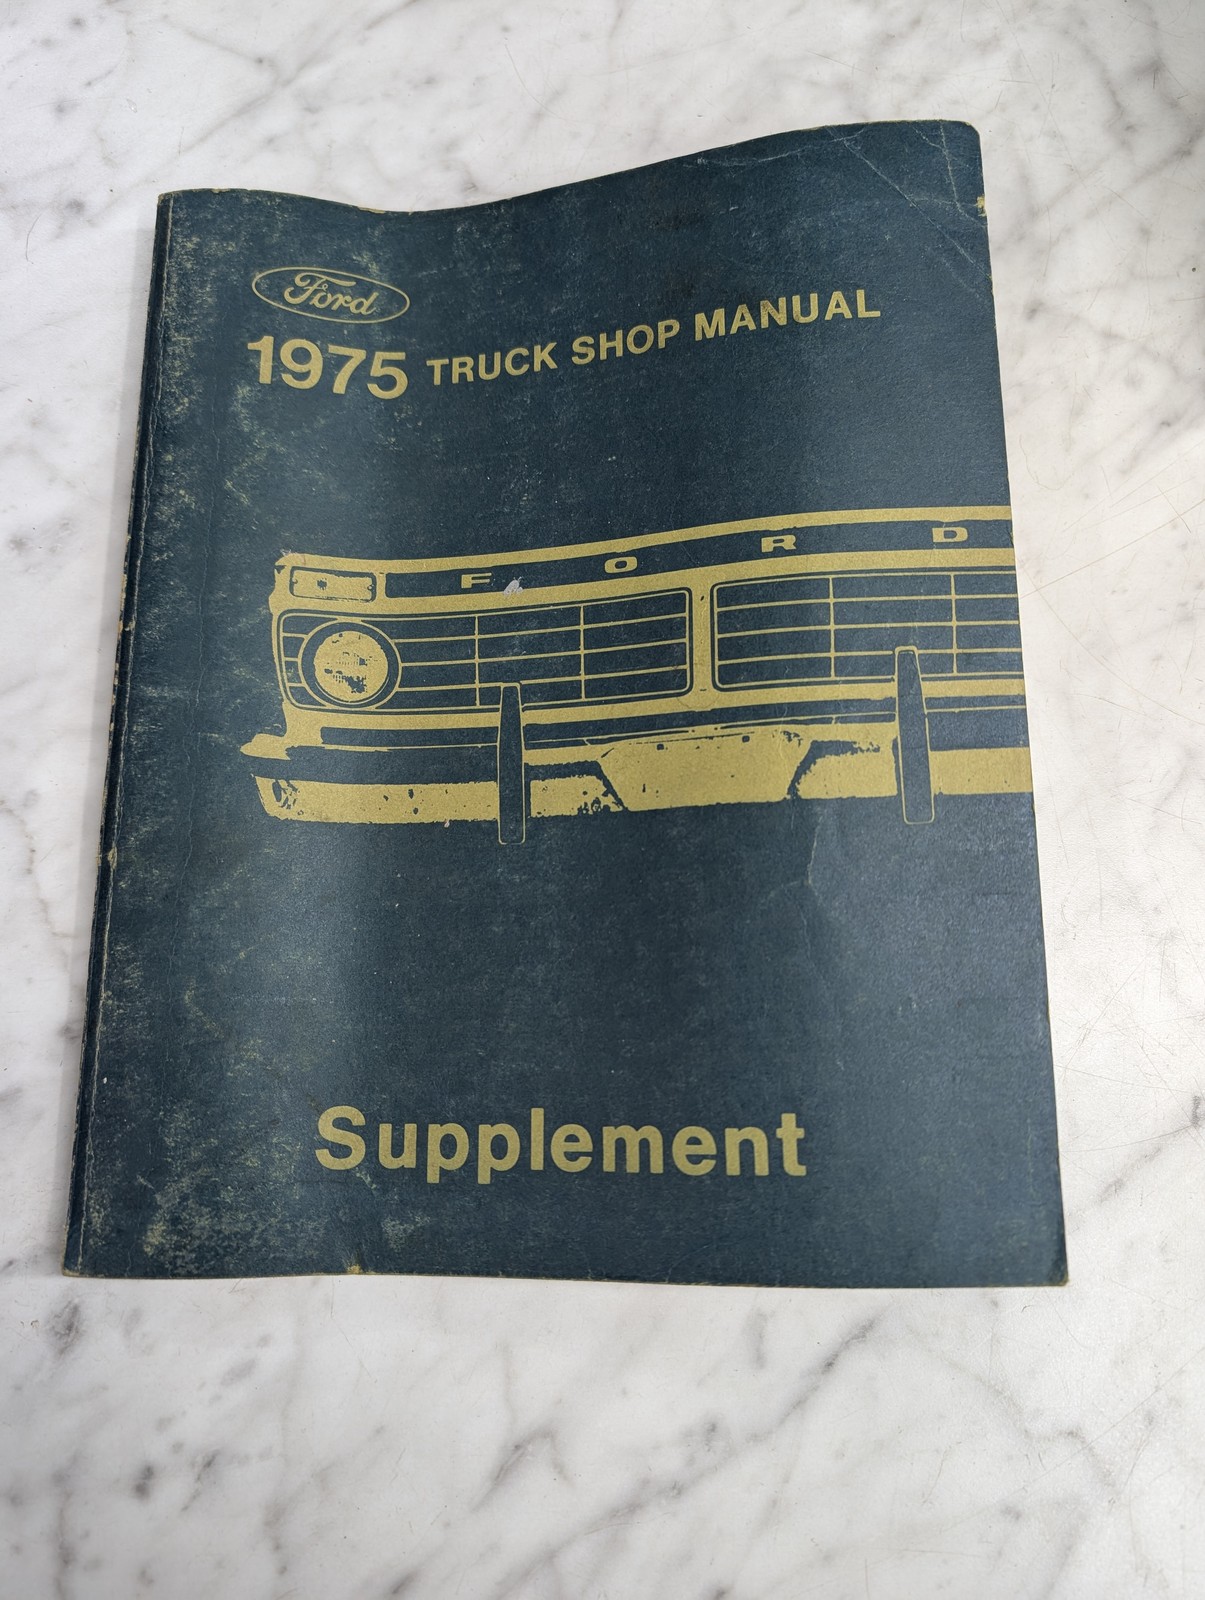 Ford
1975 TRUCK SHOP MANUAL
FORD
Supplement